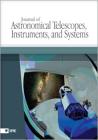 Journal of
Astronomical Telescopes,
Instruments, and Systems